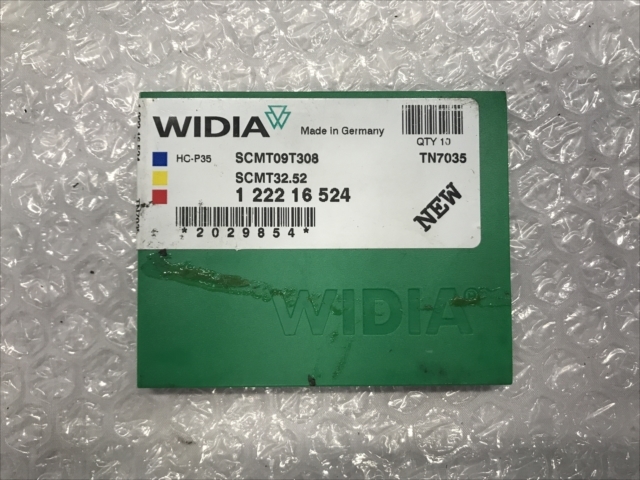 WIDIA
Made in Germany
QTY 10
HC-P35 SCMT09T308 TN7035
SCMT32.52
1 222 16 524
NEW
*2029854*
WIDIA